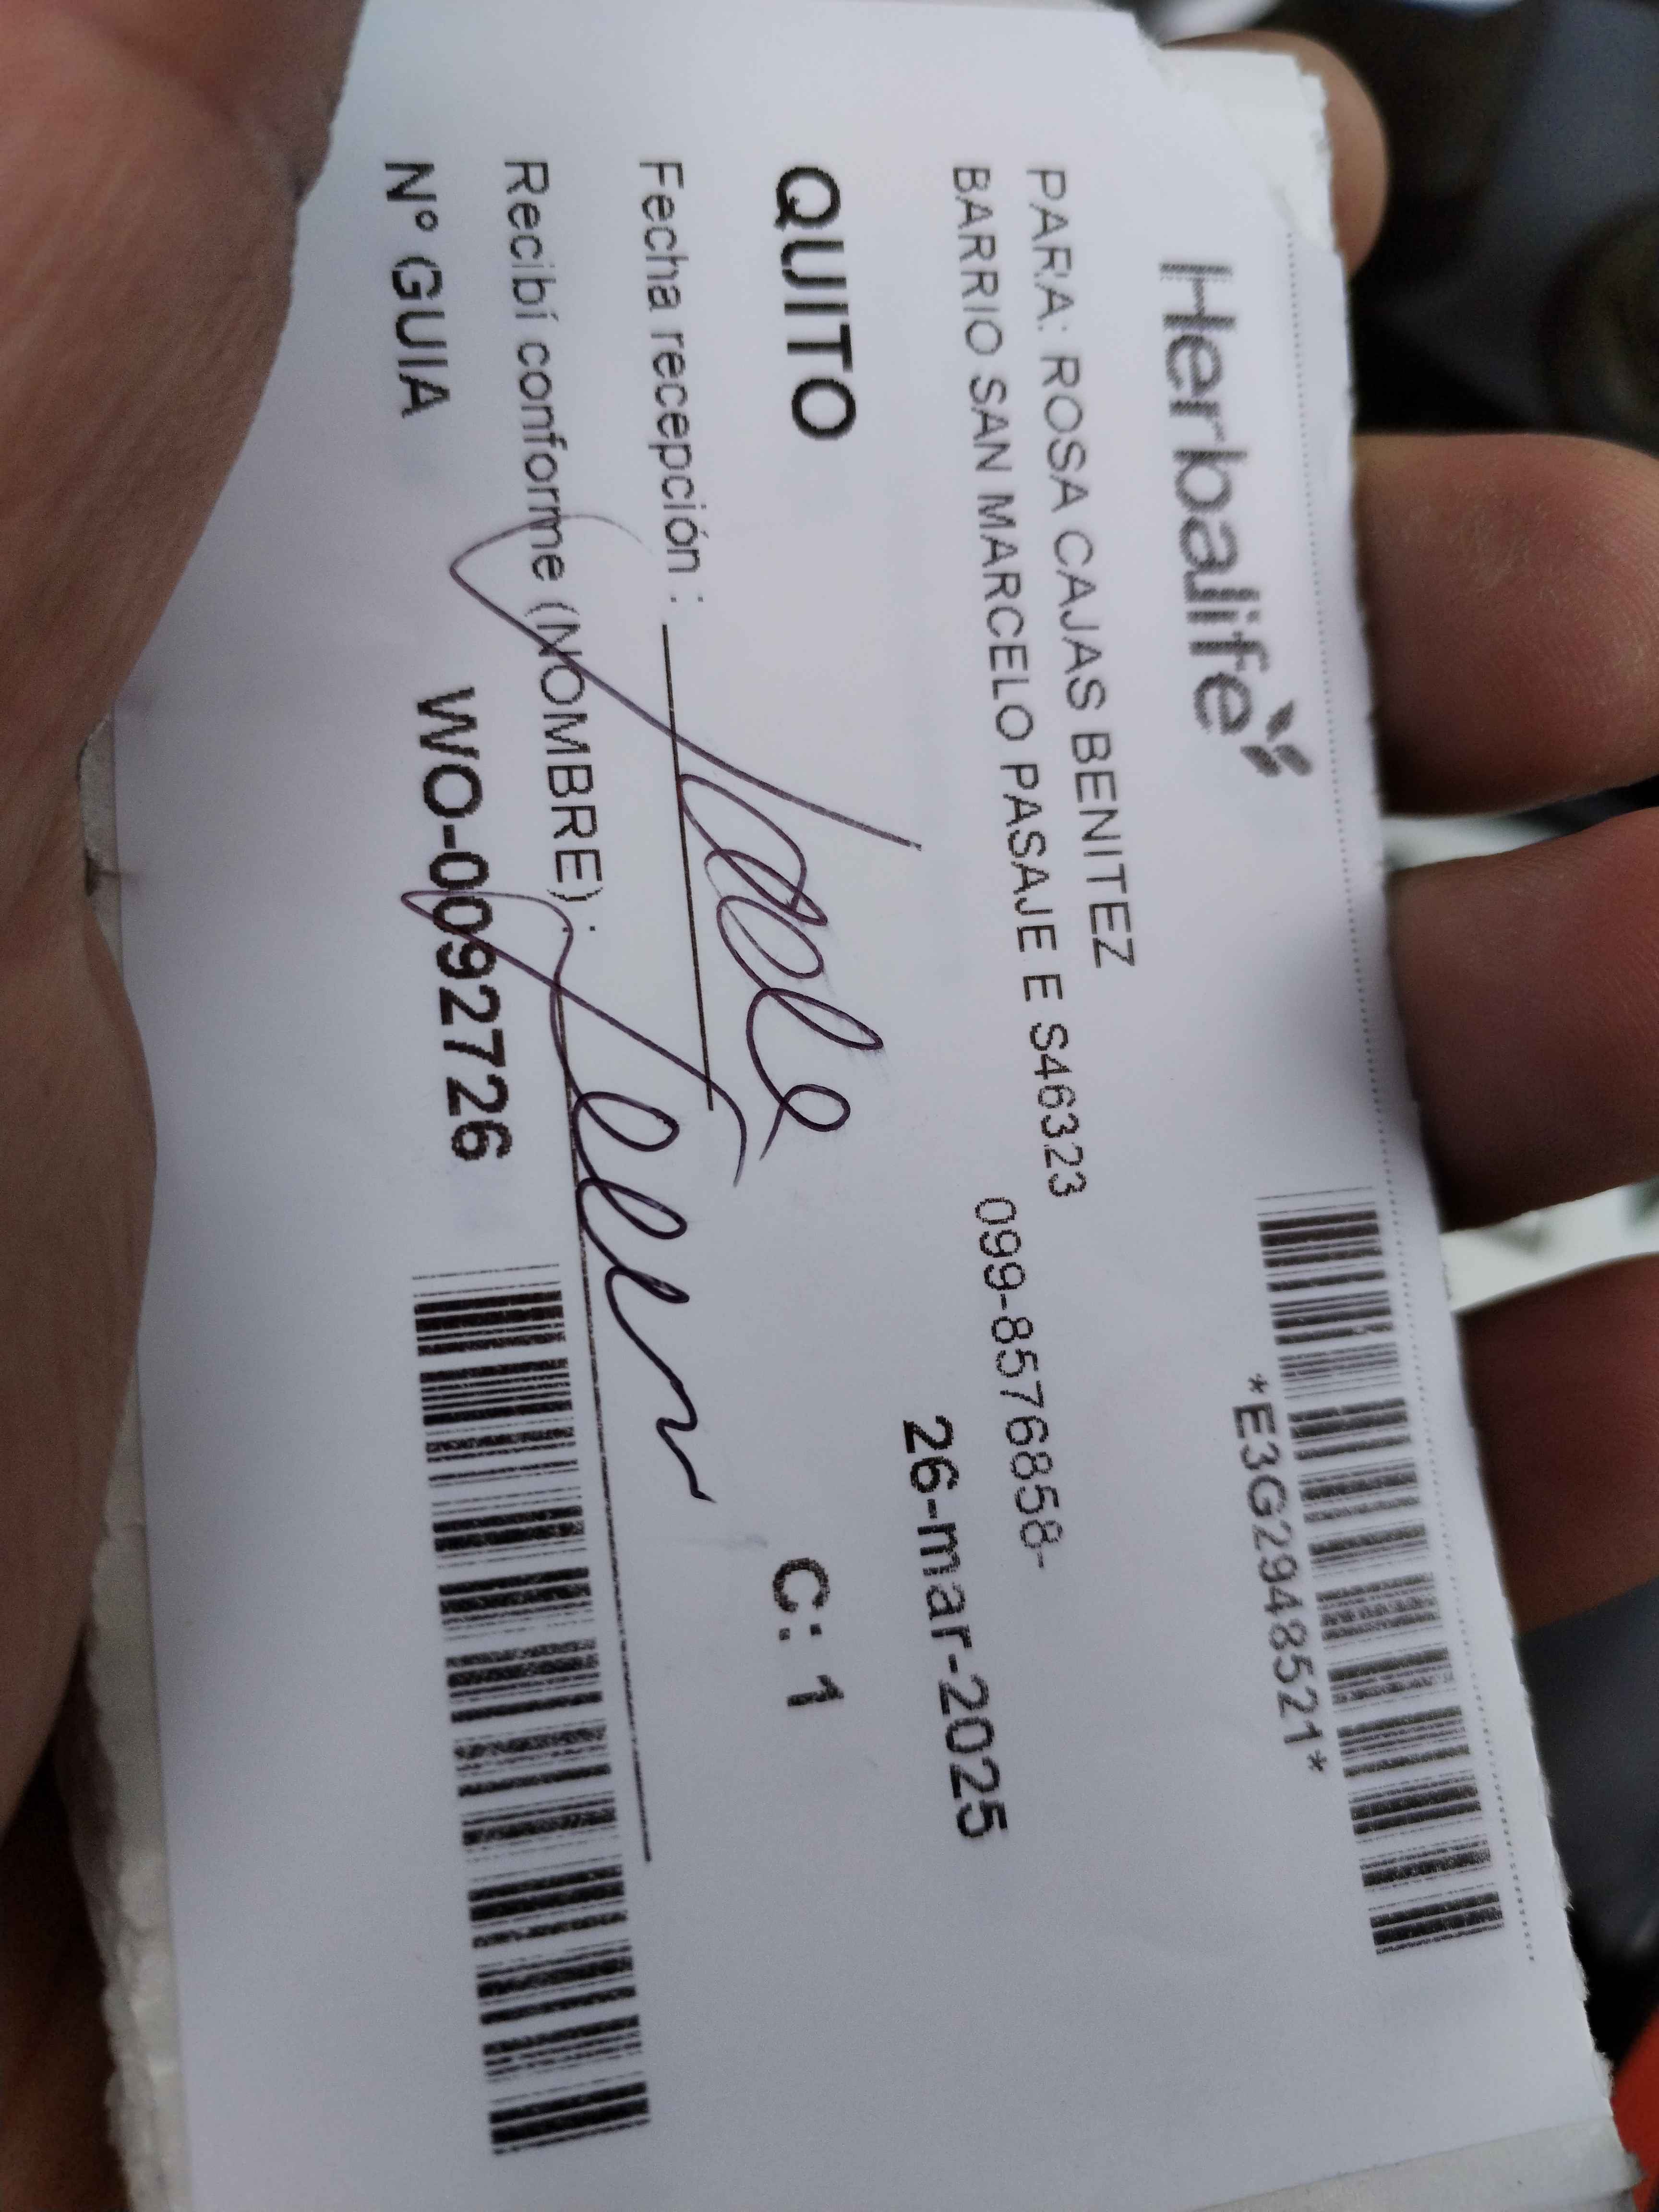 Herbalife
*E3G2948521*
PARA: ROSA CAJAS BENITEZ
BARRIO SAN MARCELO PASAJE E S46323
099-8576858-
26-mar-2025
QUITO
C: 1
Fecha recepción :
Recibí conforme (NOMBRE) :
Nº GUIA WO-0092726